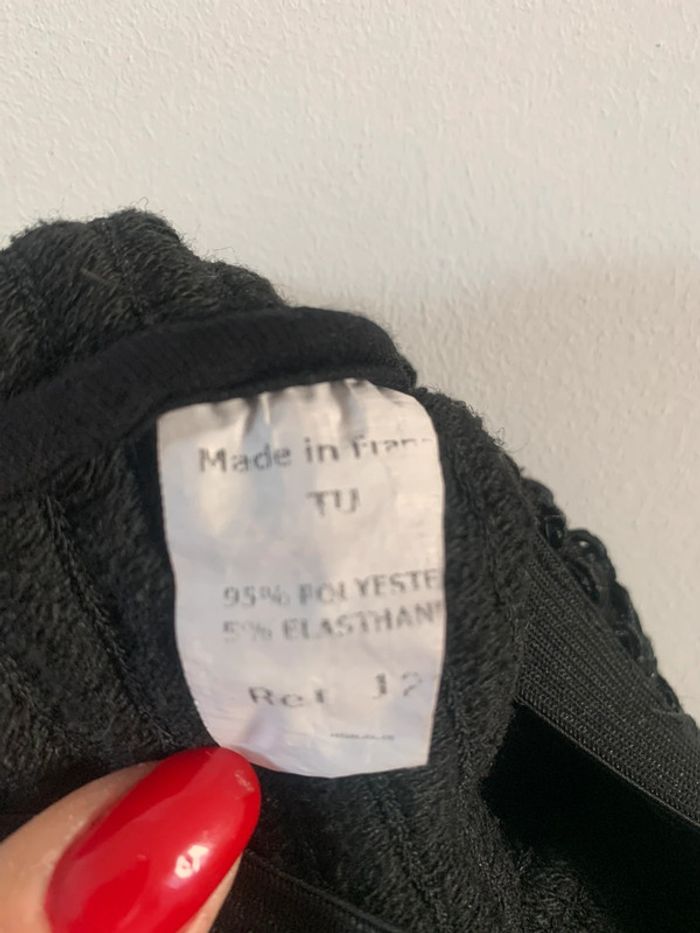 Made in Fran
TU
95% POLYESTE
5% ELASTHAN
Ref 12